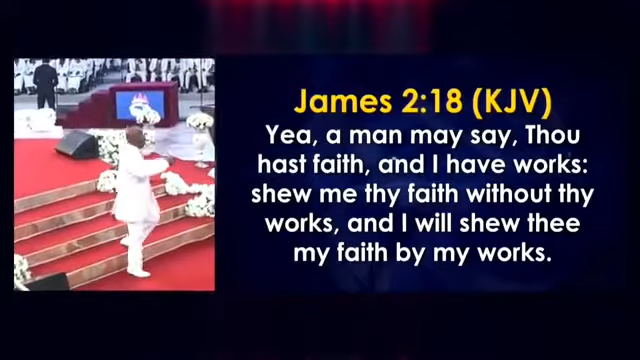 James 2:18 (KJV)
Yea, a man may say, Thou
hast faith, and I have works:
shew me thy faith without thy
works, and I will shew thee
my faith by my works.